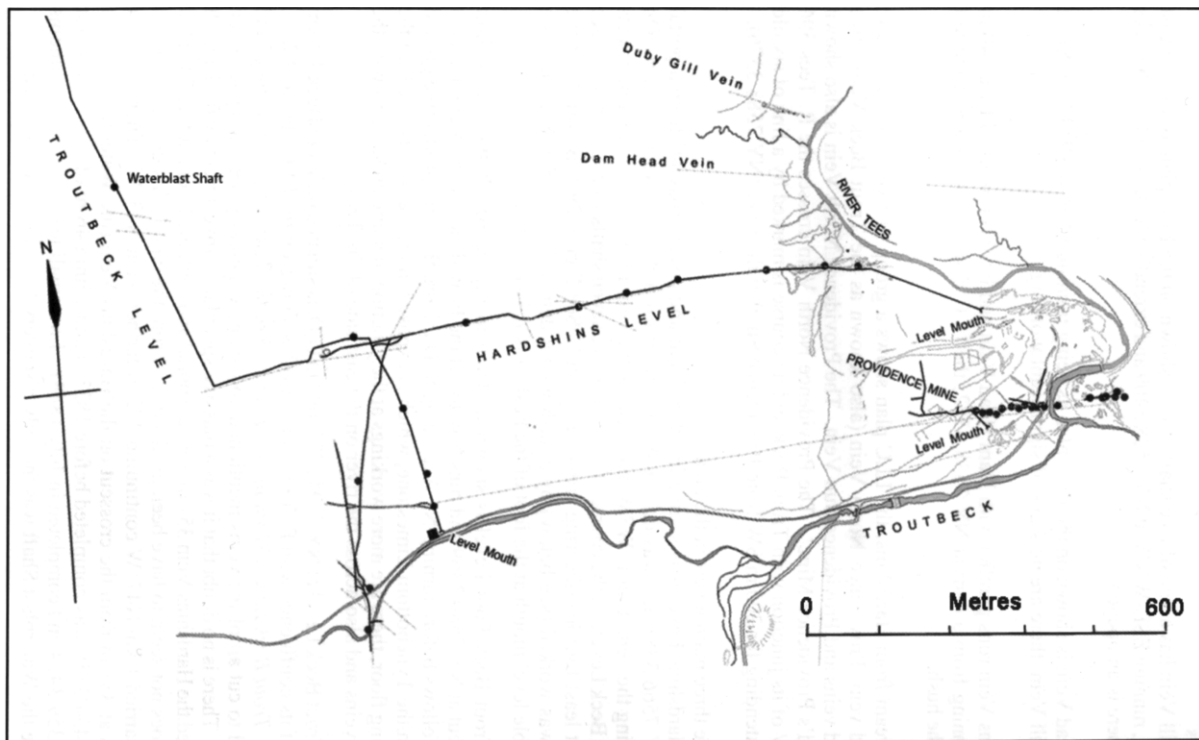 Duby Gill Vein
Dam Head Vein
RIVER TEES
Waterblast Shaft
TROUTBECK LEVEL
N
HARDSHINS LEVEL
Level Mouth
PROVIDENCE MINE
Level Mouth
Level Mouth
TROUTBECK
0 Metres 600